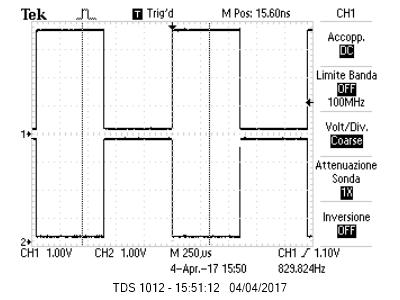 Tek T Trig'd M Pos: 15.60ns CH1
Accopp.
DC
Limite Banda
OFF
100MHz
Volt/Div.
Coarse
Attenuazione
Sonda
1X
Inversione
OFF
1
2
CH1 1.00V CH2 1.00V M 250µs CH1 1.10V
4-Apr.-17 15:50 829.824Hz
TDS 1012 - 15:51:12 04/04/2017